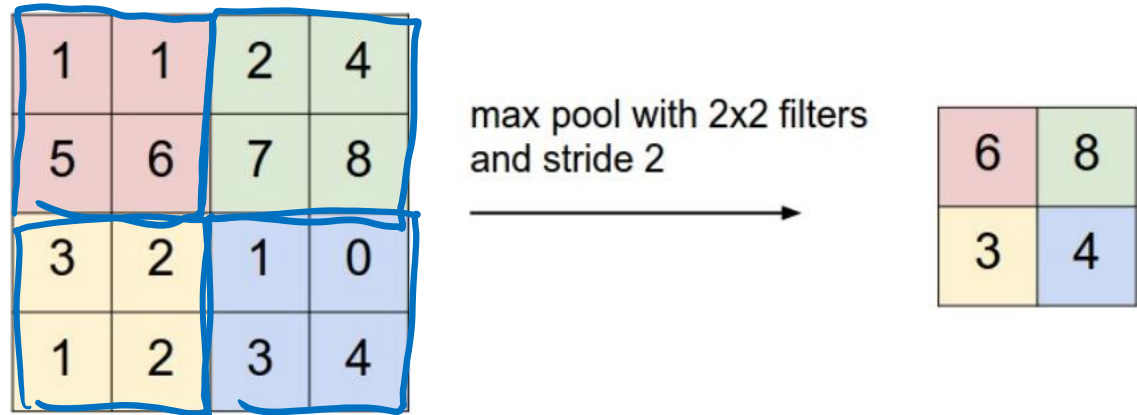 1 1 2 4
5 6 7 8
3 2 1 0
1 2 3 4
max pool with 2x2 filters
and stride 2
6 8
3 4